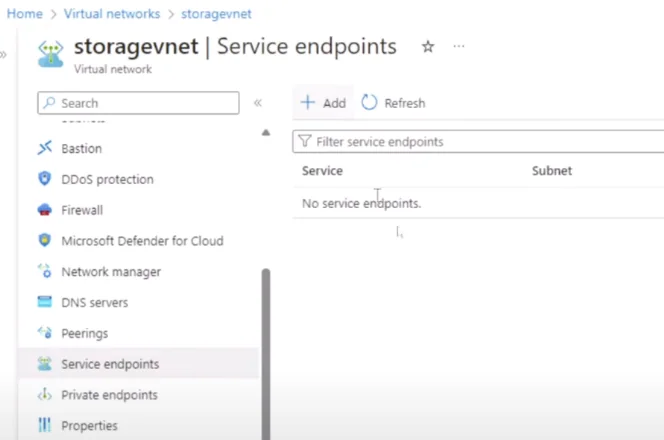 Home > Virtual networks > storagevnet
storagevnet | Service endpoints
Virtual network
Search
Add
Refresh
Filter service endpoints
Service
Subnet
No service endpoints.
Bastion
DDoS protection
Firewall
Microsoft Defender for Cloud
Network manager
DNS servers
Peerings
Service endpoints
Private endpoints
Properties